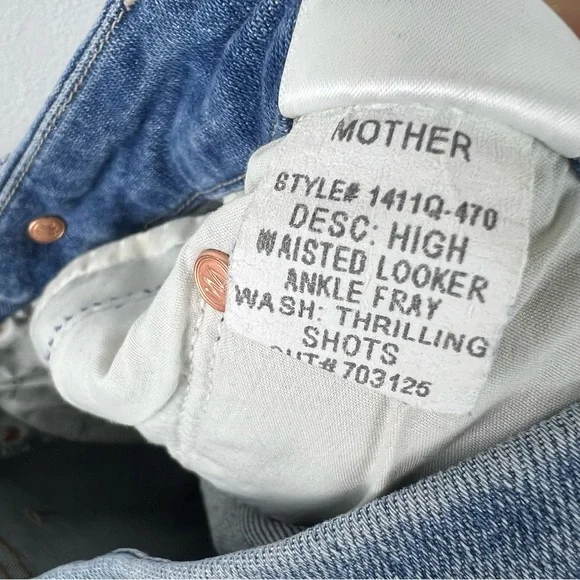 MOTHER
STYLE# 1411Q-470
DESC: HIGH
WAISTED LOOKER
ANKLE FRAY
WASH: THRILLING
SHOTS
CUT# 703125